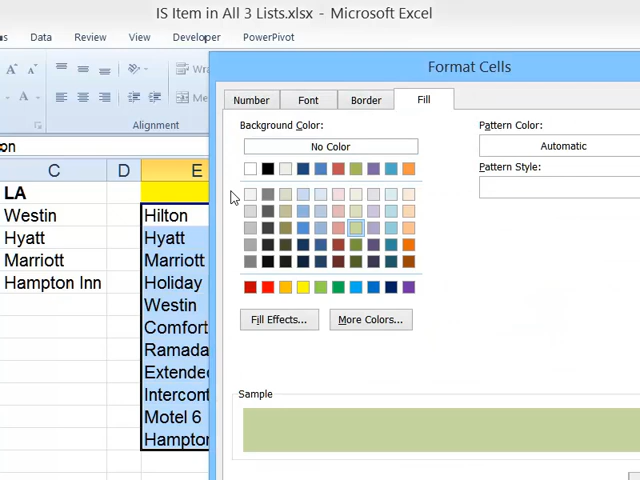 IS Item in All 3 Lists.xlsx - Microsoft Excel
Data Review View Developer PowerPivot
Format Cells
Number Font Border Fill
Alignment
Background Color:
No Color
Pattern Color:
Automatic
Pattern Style:
C D E
LA
Westin
Hyatt
Marriott
Hampton Inn
Hilton
Hyatt
Marriott
Holiday
Westin
Comfort
Ramada
Extended
Intercont
Motel 6
Hampton
Fill Effects... More Colors...
Sample